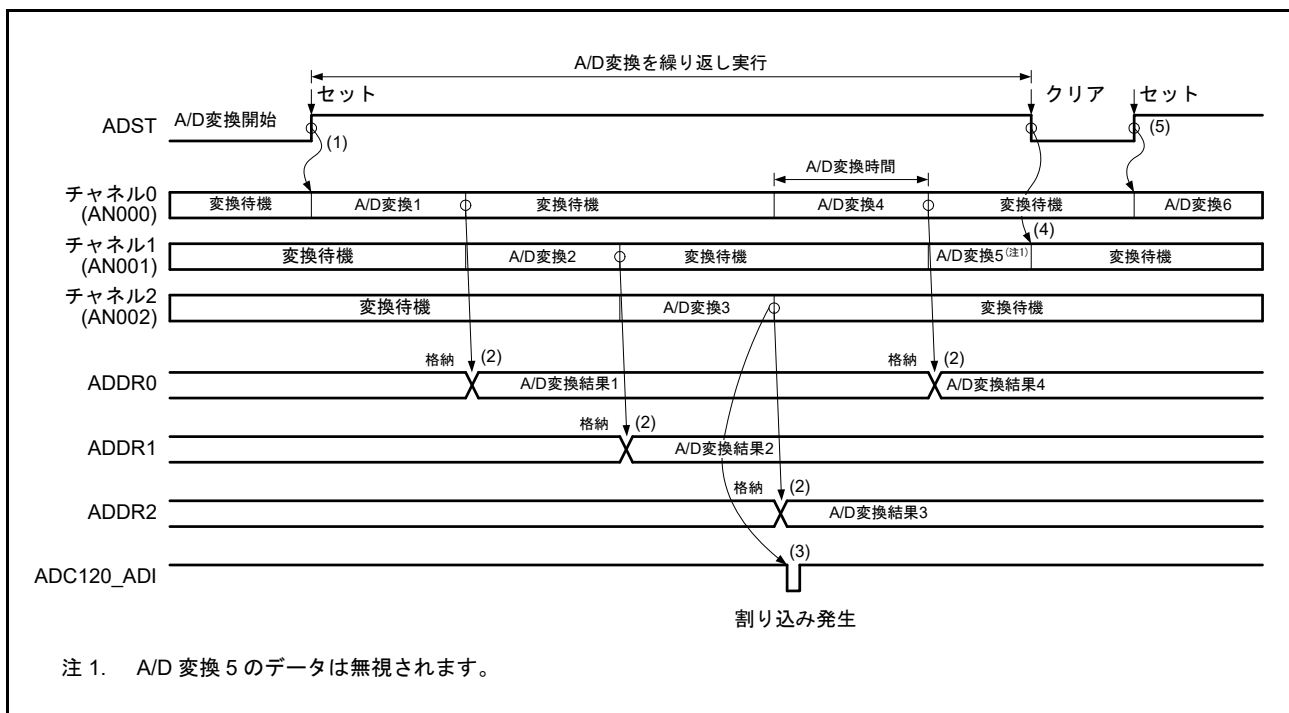 A/D変換を繰り返し実行
セット
クリア
セット
ADST
A/D変換開始
(1)
(5)
A/D変換時間
チャネル0
(AN000)
変換待機
A/D変換1
変換待機
A/D変換4
変換待機
A/D変換6
(4)
チャネル1
(AN001)
変換待機
A/D変換2
変換待機
A/D変換5(注1)
変換待機
チャネル2
(AN002)
変換待機
A/D変換3
変換待機
ADDR0
格納
(2)
A/D変換結果1
格納
(2)
A/D変換結果4
ADDR1
格納
(2)
A/D変換結果2
ADDR2
格納
(2)
A/D変換結果3
ADC120_ADI
(3)
割り込み発生
注 1. A/D 変換 5 のデータは無視されます。